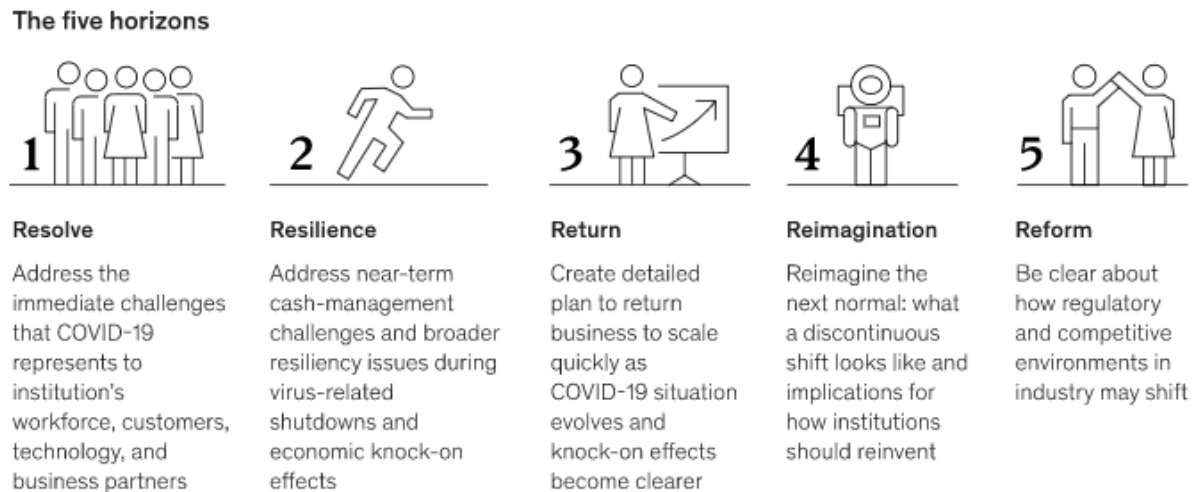 The five horizons
1
2
3
4
5
Resolve
Address the
immediate challenges
that COVID-19
represents to
institution's
workforce, customers,
technology, and
business partners
Resilience
Address near-term
cash-management
challenges and broader
resiliency issues during
virus-related
shutdowns and
economic knock-on
effects
Return
Create detailed
plan to return
business to scale
quickly as
COVID-19 situation
evolves and
knock-on effects
become clearer
Reimagination
Reimagine the
next normal: what
a discontinuous
shift looks like and
implications for
how institutions
should reinvent
Reform
Be clear about
how regulatory
and competitive
environments in
industry may shift